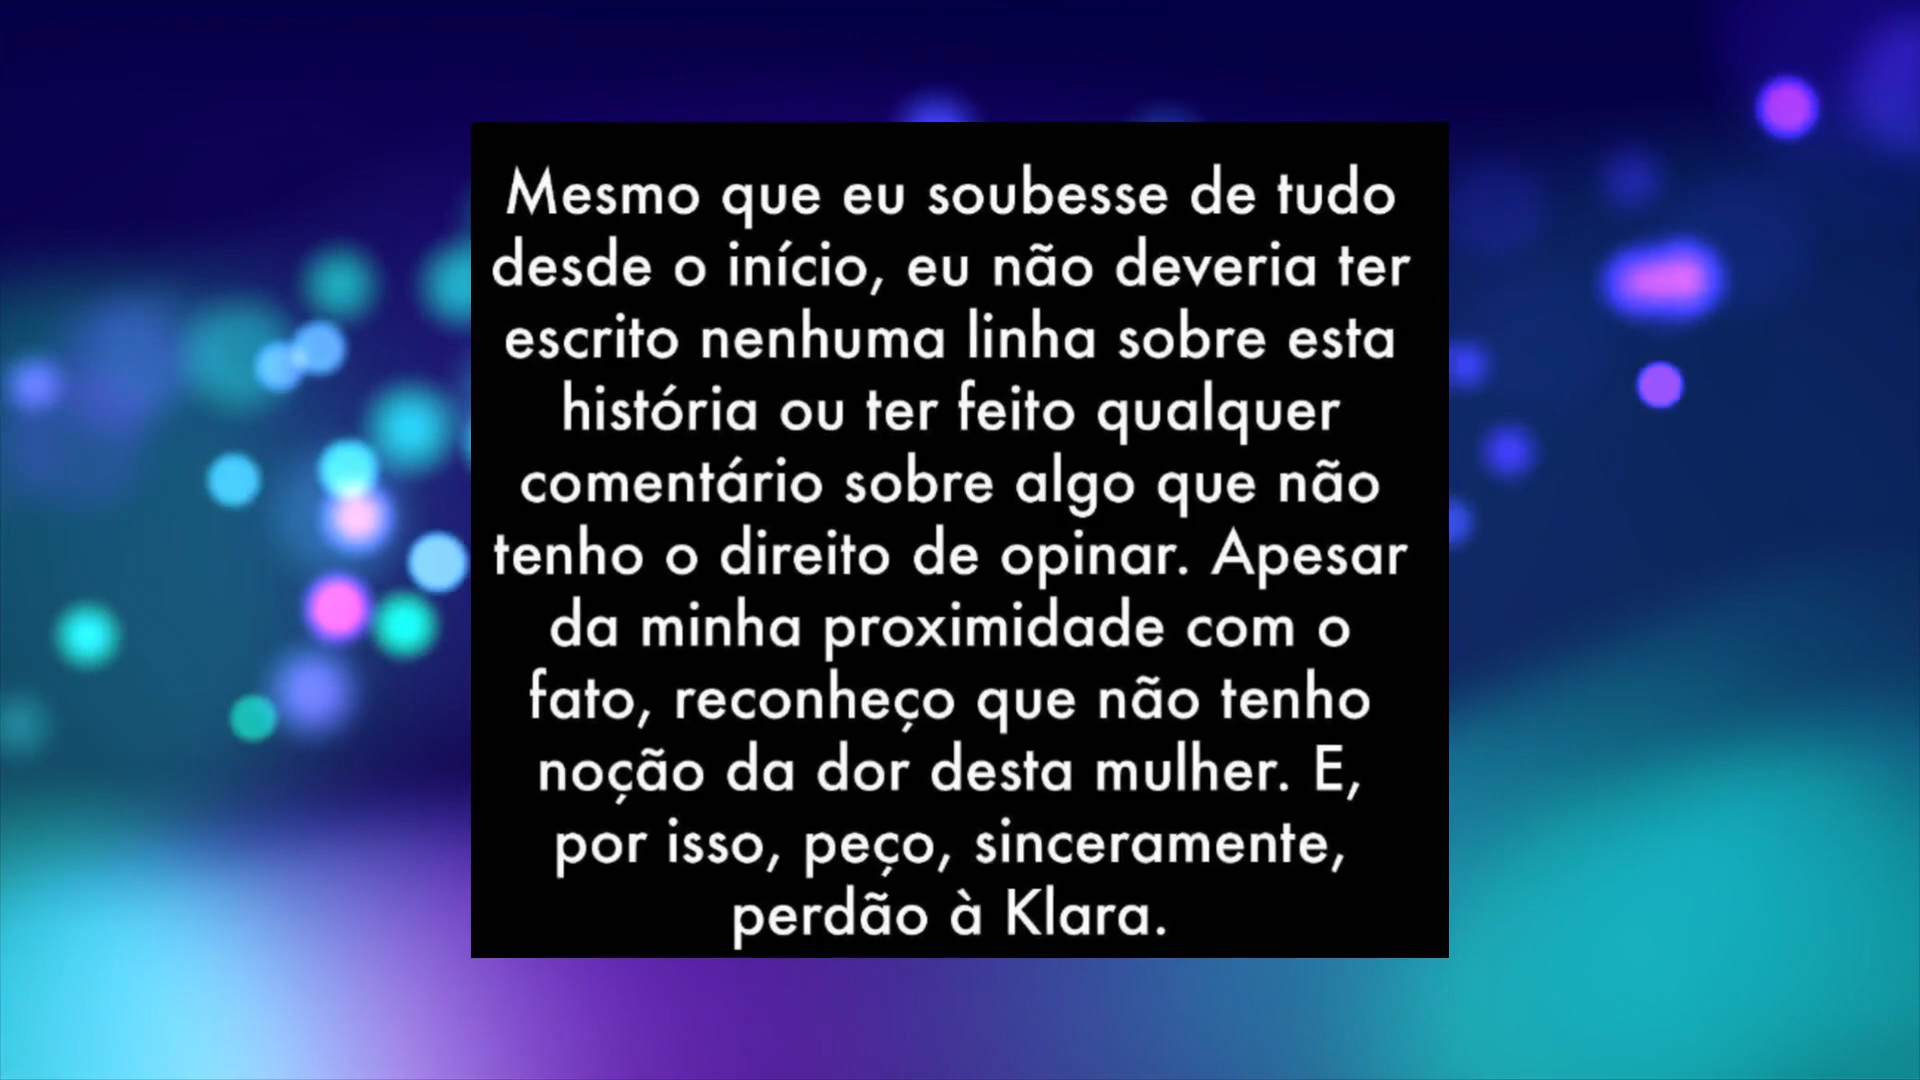 Mesmo que eu soubesse de tudo
desde o início, eu não deveria ter
escrito nenhuma linha sobre esta
história ou ter feito qualquer
comentário sobre algo que não
tenho o direito de opinar. Apesar
da minha proximidade com o
fato, reconheço que não tenho
noção da dor desta mulher. E,
por isso, peço, sinceramente,
perdão à Klara.